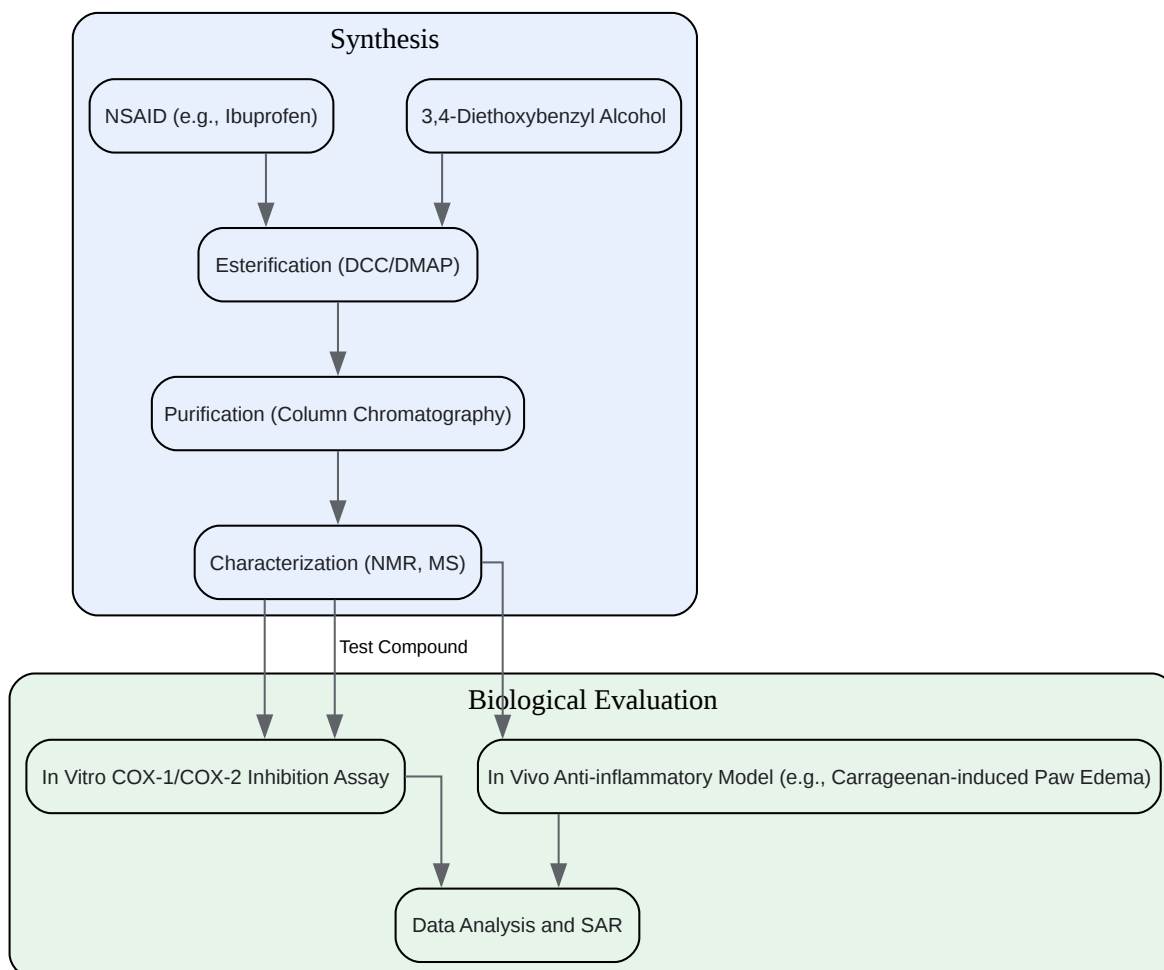 Synthesis
NSAID (e.g., Ibuprofen)
3,4-Diethoxybenzyl Alcohol
Esterification (DCC/DMAP)
Purification (Column Chromatography)
Characterization (NMR, MS)
Test Compound
Biological Evaluation
In Vitro COX-1/COX-2 Inhibition Assay
In Vivo Anti-inflammatory Model (e.g., Carrageenan-induced Paw Edema)
Data Analysis and SAR